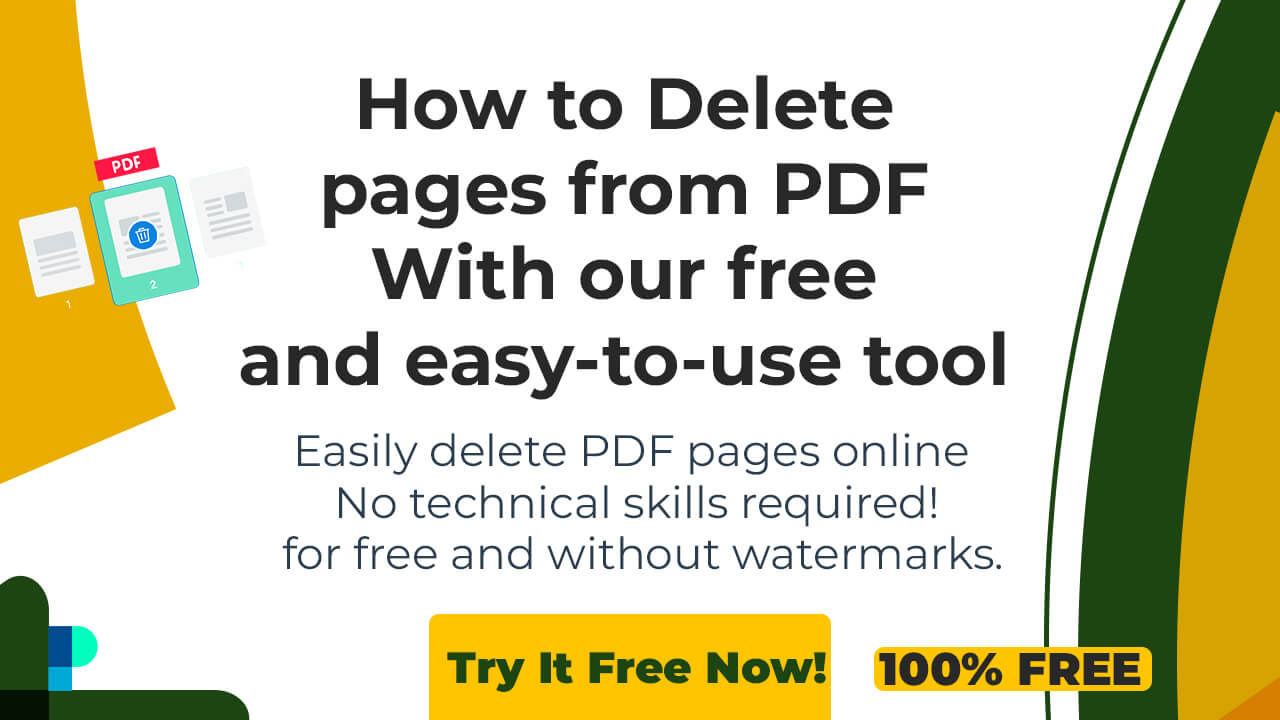 PDF
1
2
3
How to Delete
pages from PDF
With our free
and easy-to-use tool
Easily delete PDF pages online
No technical skills required!
for free and without watermarks.
Try It Free Now!
100% FREE